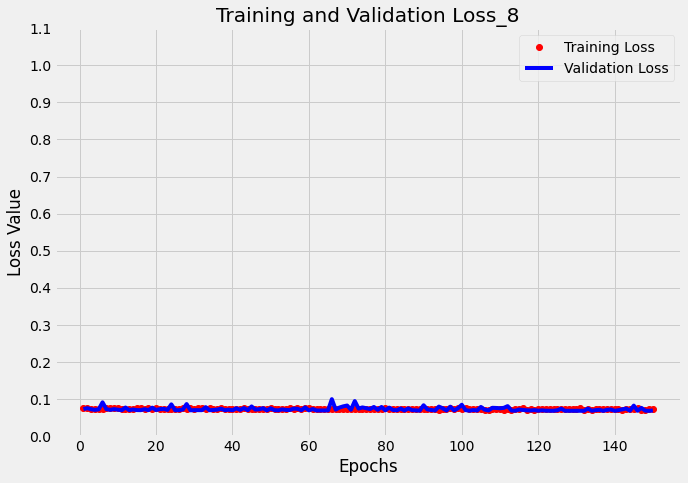 Training and Validation Loss_8
Training Loss
Validation Loss
Loss Value
1.1
1.0
0.9
0.8
0.7
0.6
0.5
0.4
0.3
0.2
0.1
0.0
0 20 40 60 80 100 120 140
Epochs